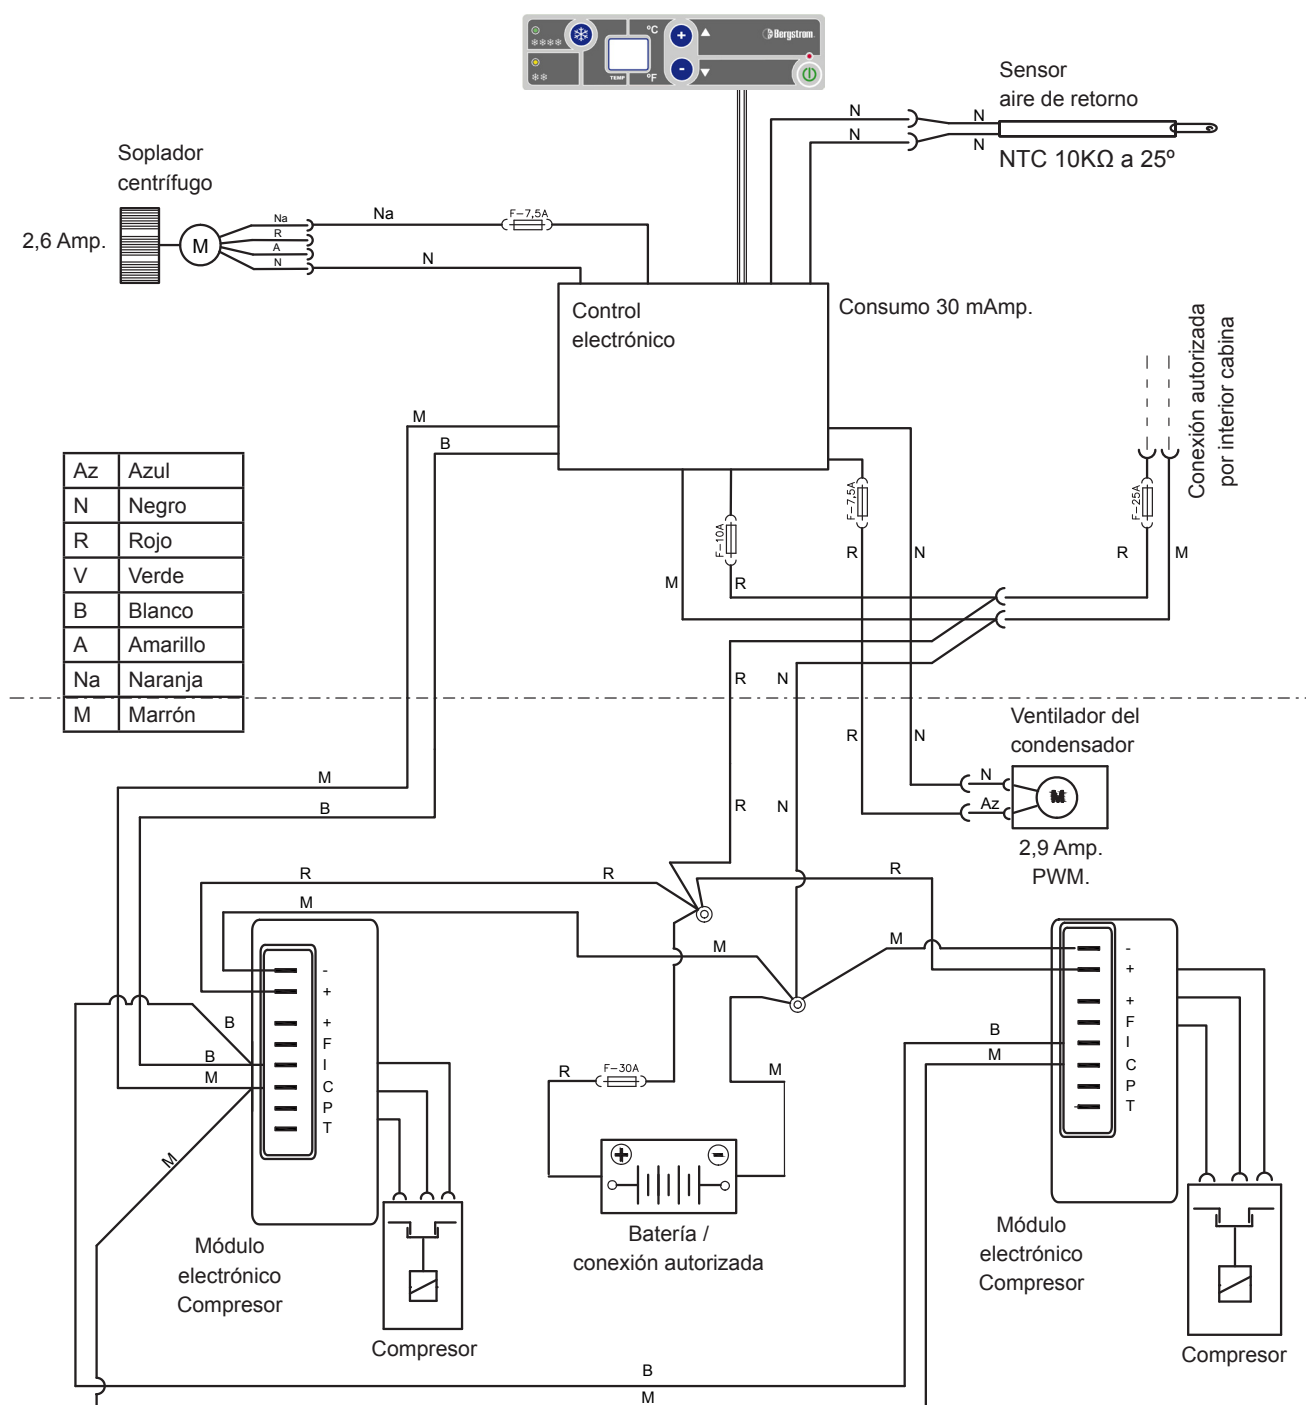 °C
Bergstrom
TEMP
°F
Sensor
aire de retorno
N
N
N
N
NTC 10KΩ a 25º
Soplador
centrífugo
2,6 Amp.
M
Na
R
A
N
Na
F-7,5A
N
Control
electrónico
Consumo 30 mAmp.
Conexión autorizada
por interior cabina
M
B
Az Azul
N Negro
R Rojo
V Verde
B Blanco
A Amarillo
Na Naranja
M Marrón
F-10A
F-7,5A
F-25A
M
R
R
N
R
M
R
N
R
N
Ventilador del
condensador
N
Az
M
2,9 Amp.
PWM.
M
B
R
N
R
R
M
R
M
M
-
+
+
F
I
C
P
T
B
B
M
M
-
+
+
F
I
C
P
T
B
M
R
F-30A
M
+
-
Batería /
conexión autorizada
Módulo
electrónico
Compresor
Compresor
Módulo
electrónico
Compresor
Compresor
B
M